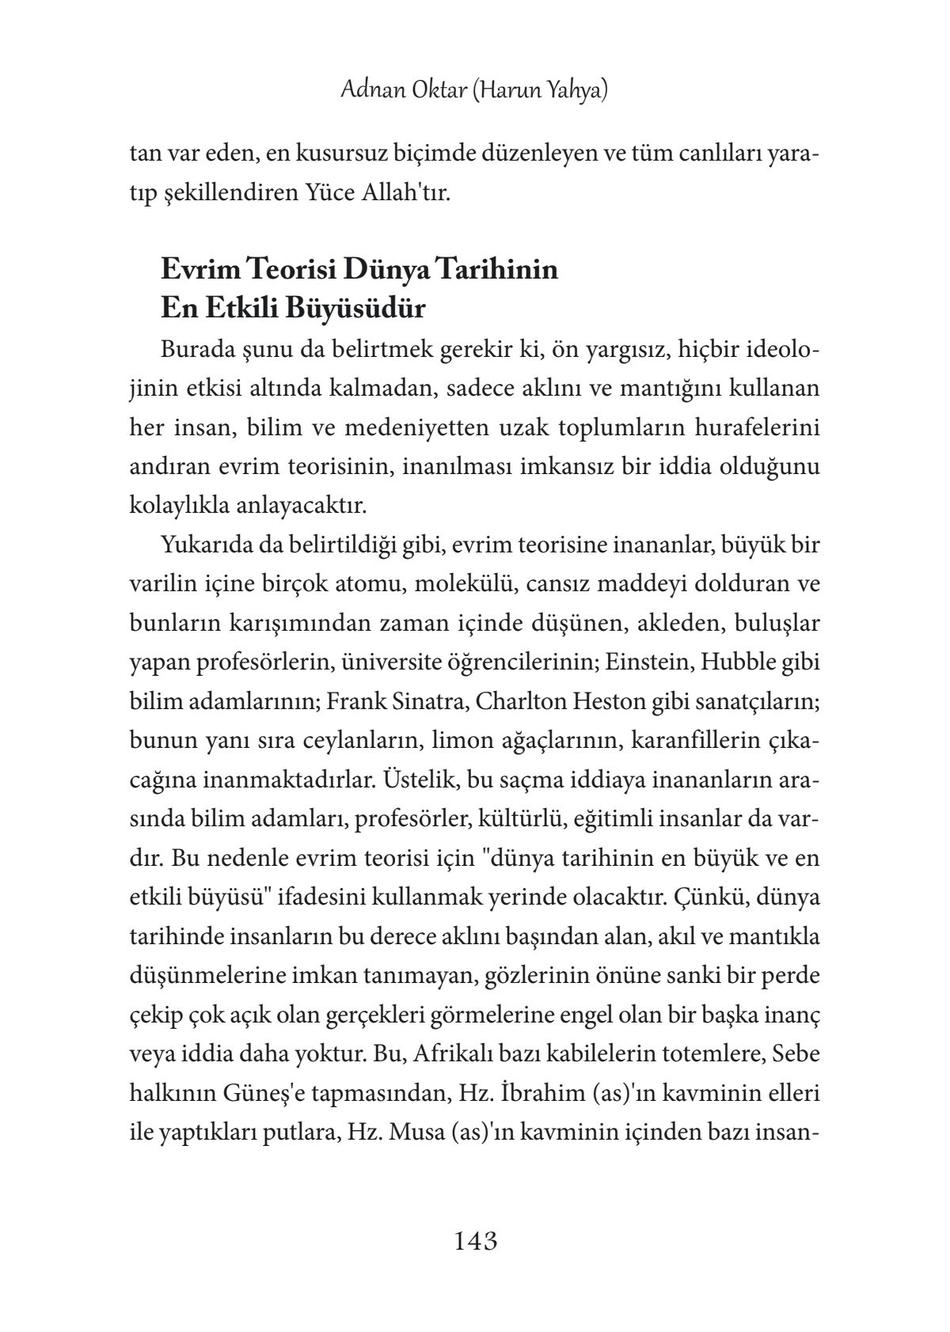 Adnan Oktar (Harun Yahya)
tan var eden, en kusursuz biçimde düzenleyen ve tüm canlıları yara-
tıp şekillendiren Yüce Allah'tır.
Evrim Teorisi Dünya Tarihinin
En Etkili Büyüsüdür
Burada şunu da belirtmek gerekir ki, ön yargısız, hiçbir ideolo-
jinin etkisi altında kalmadan, sadece aklını ve mantığını kullanan
her insan, bilim ve medeniyetten uzak toplumların hurafelerini
andıran evrim teorisinin, inanılması imkansız bir iddia olduğunu
kolaylıkla anlayacaktır.
Yukarıda da belirtildiği gibi, evrim teorisine inananlar, büyük bir
varilin içine birçok atomu, molekülü, cansız maddeyi dolduran ve
bunların karışımından zaman içinde düşünen, akleden, buluşlar
yapan profesörlerin, üniversite öğrencilerinin; Einstein, Hubble gibi
bilim adamlarının; Frank Sinatra, Charlton Heston gibi sanatçıların;
bunun yanı sıra ceylanların, limon ağaçlarının, karanfillerin çıka-
cağına inanmaktadırlar. Üstelik, bu saçma iddiaya inananların ara-
sında bilim adamları, profesörler, kültürlü, eğitimli insanlar da var-
dır. Bu nedenle evrim teorisi için "dünya tarihinin en büyük ve en
etkili büyüsü" ifadesini kullanmak yerinde olacaktır. Çünkü, dünya
tarihinde insanların bu derece aklını başından alan, akıl ve mantıkla
düşünmelerine imkan tanımayan, gözlerinin önüne sanki bir perde
çekip çok açık olan gerçekleri görmelerine engel olan bir başka inanç
veya iddia daha yoktur. Bu, Afrikalı bazı kabilelerin totemlere, Sebe
halkının Güneş'e tapmasından, Hz. İbrahim (as)'ın kavminin elleri
ile yaptıkları putlara, Hz. Musa (as)'ın kavminin içinden bazı insan-
143